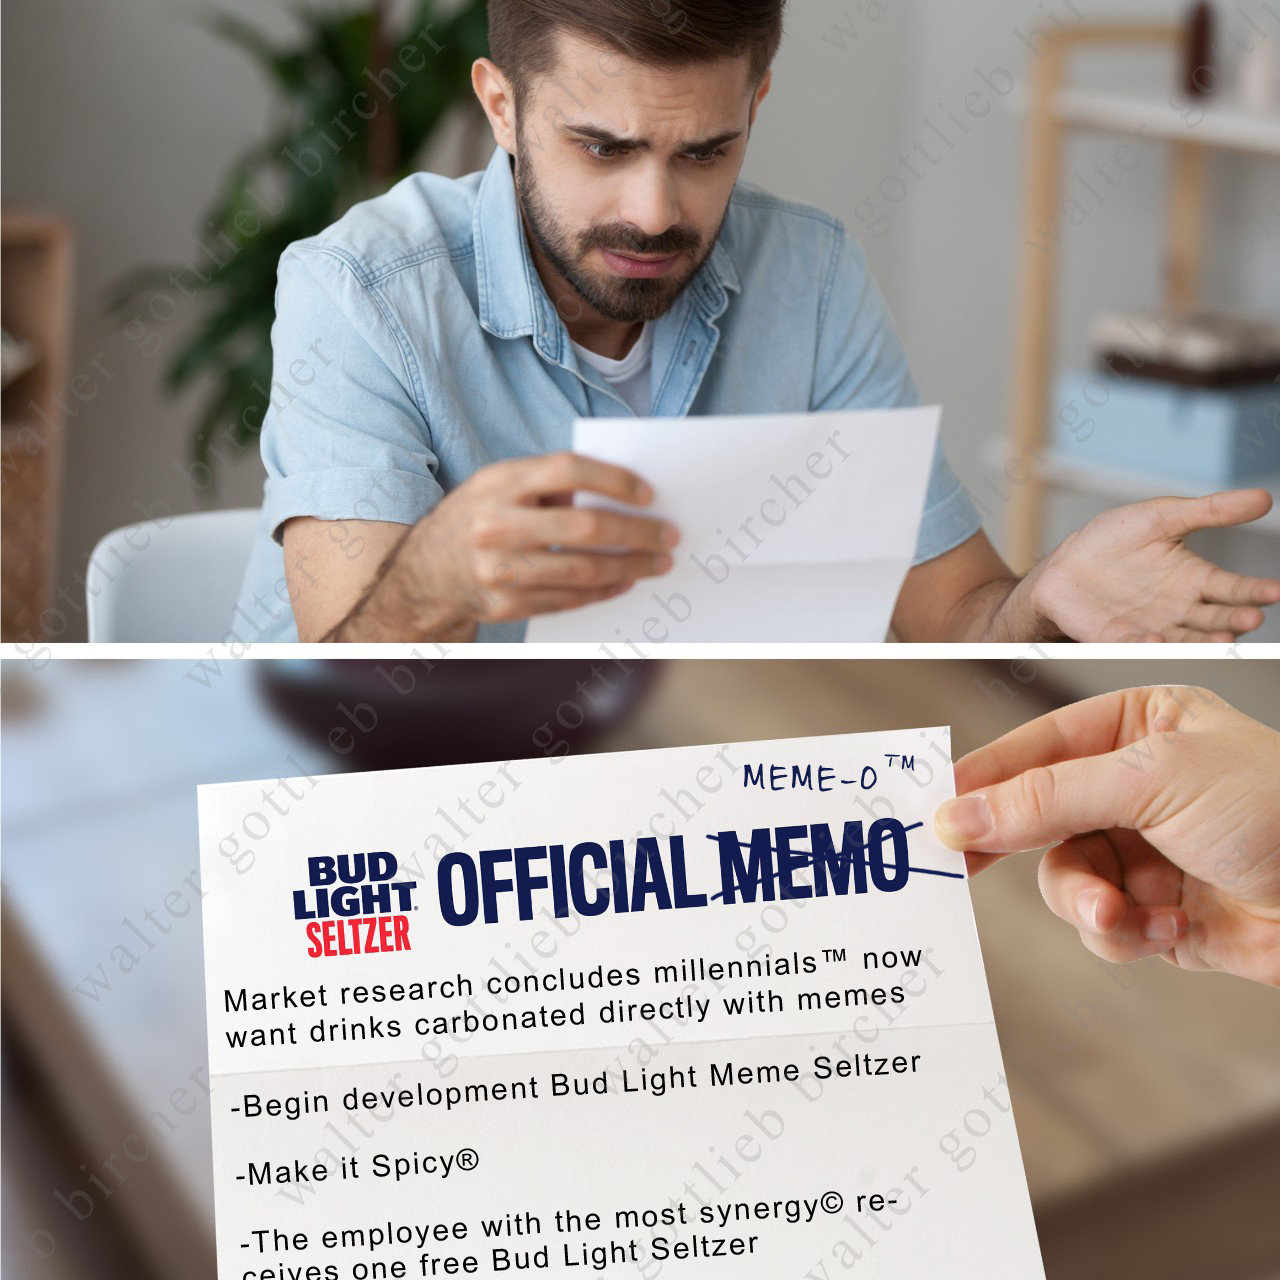 MEME-O™
BUD
LIGHT
SELTZER
OFFICIAL MEMO
Market research concludes millennials™ now
want drinks carbonated directly with memes
-Begin development Bud Light Meme Seltzer
-Make it Spicy®
-The employee with the most synergy© re-
ceives one free Bud Light Seltzer
walter gottlieb bircher